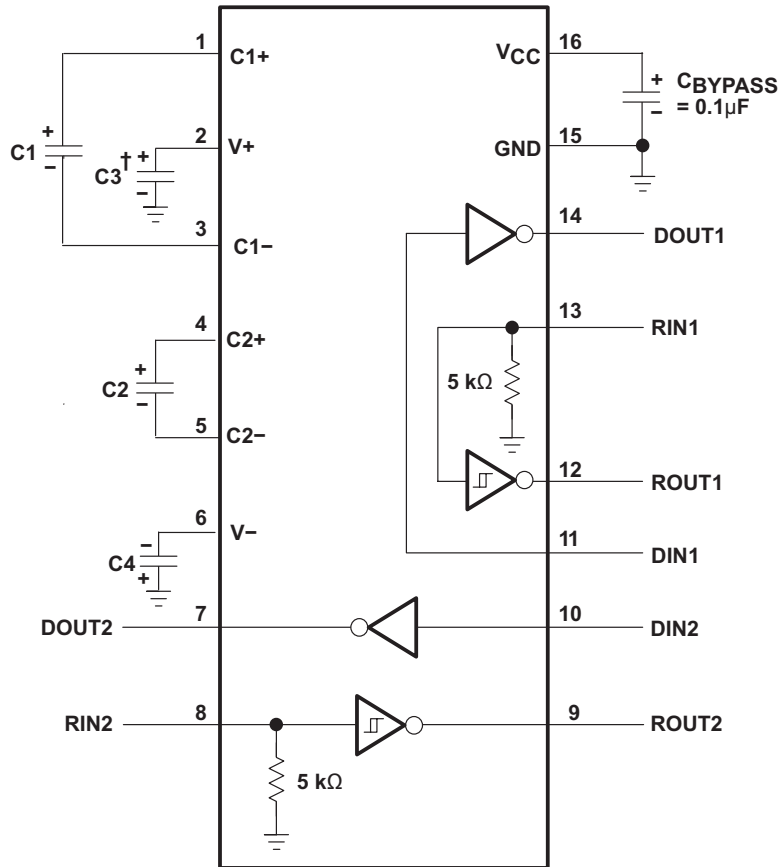 1
C1+
C1
+
−
2
V+
C3†
+
−
3
C1−
4
C2+
C2
+
−
5
C2−
6
V−
C4
−
+
DOUT2
7
RIN2
8
5 kΩ
VCC
16
+
−
CBYPASS
= 0.1µF
GND
15
14
DOUT1
13
RIN1
5 kΩ
12
ROUT1
11
DIN1
10
DIN2
9
ROUT2